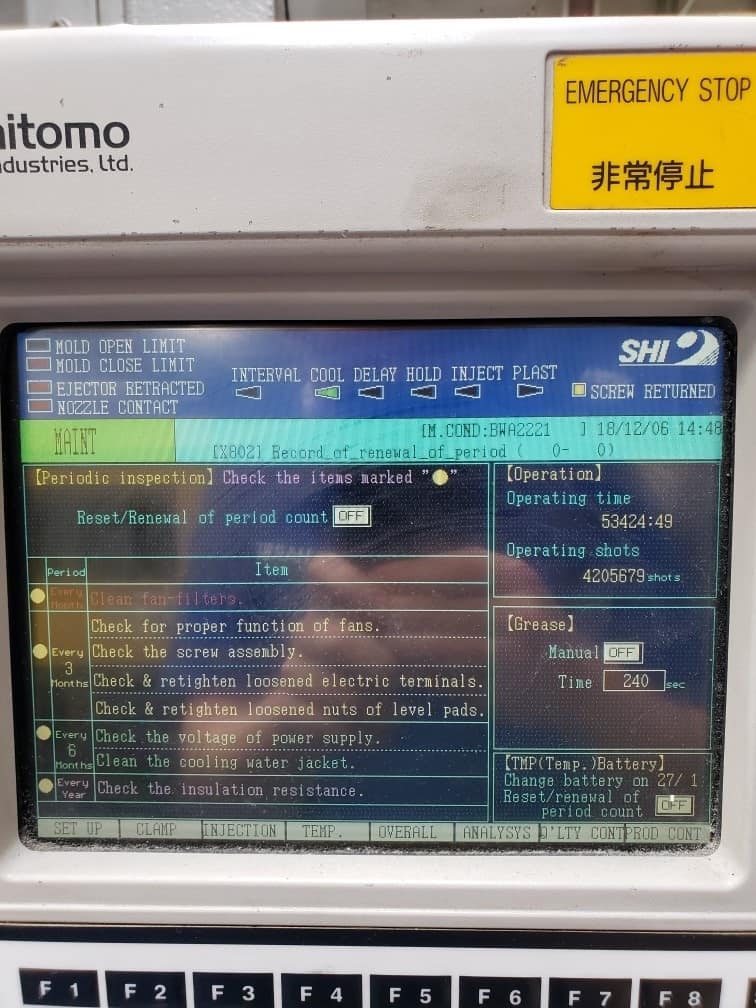 itomo
ndustries, Ltd.
EMERGENCY STOP
非常停止
MOLD OPEN LIMIT
MOLD CLOSE LIMIT
EJECTOR RETRACTED
NOZZLE CONTACT
INTERVAL COOL DELAY HOLD INJECT PLAST
SHI
SCREW RETURNED
MAINT
[M.COND:BWA2221 ] 18/12/06 14:48
[X802] Record_of_renewal_of_period ( 0- 0)
【Periodic inspection】 Check the items marked "●"
Reset/Renewal of period count OFF
Period Item
Every
Months
Clean fan-filters.
Check for proper function of fans.
Every
3
Months
Check the screw assembly.
Check & retighten loosened electric terminals.
Check & retighten loosened nuts of level pads.
Every
6
Months
Check the voltage of power supply.
Clean the cooling water jacket.
Every
Year
Check the insulation resistance.
【Operation】
Operating time
53424:49
Operating shots
4205679 shots
【Grease】
Manual OFF
Time 240 sec
【TMP(Temp.)Battery】
Change battery on 27/ 1
Reset/renewal of
period count OFF
SET UP CLAMP INJECTION TEMP. OVERALL ANALYSYS Q'LTY CONT PROD CONT
F 1 F 2 F 3 F 4 F 5 F 6 F 7 F 8